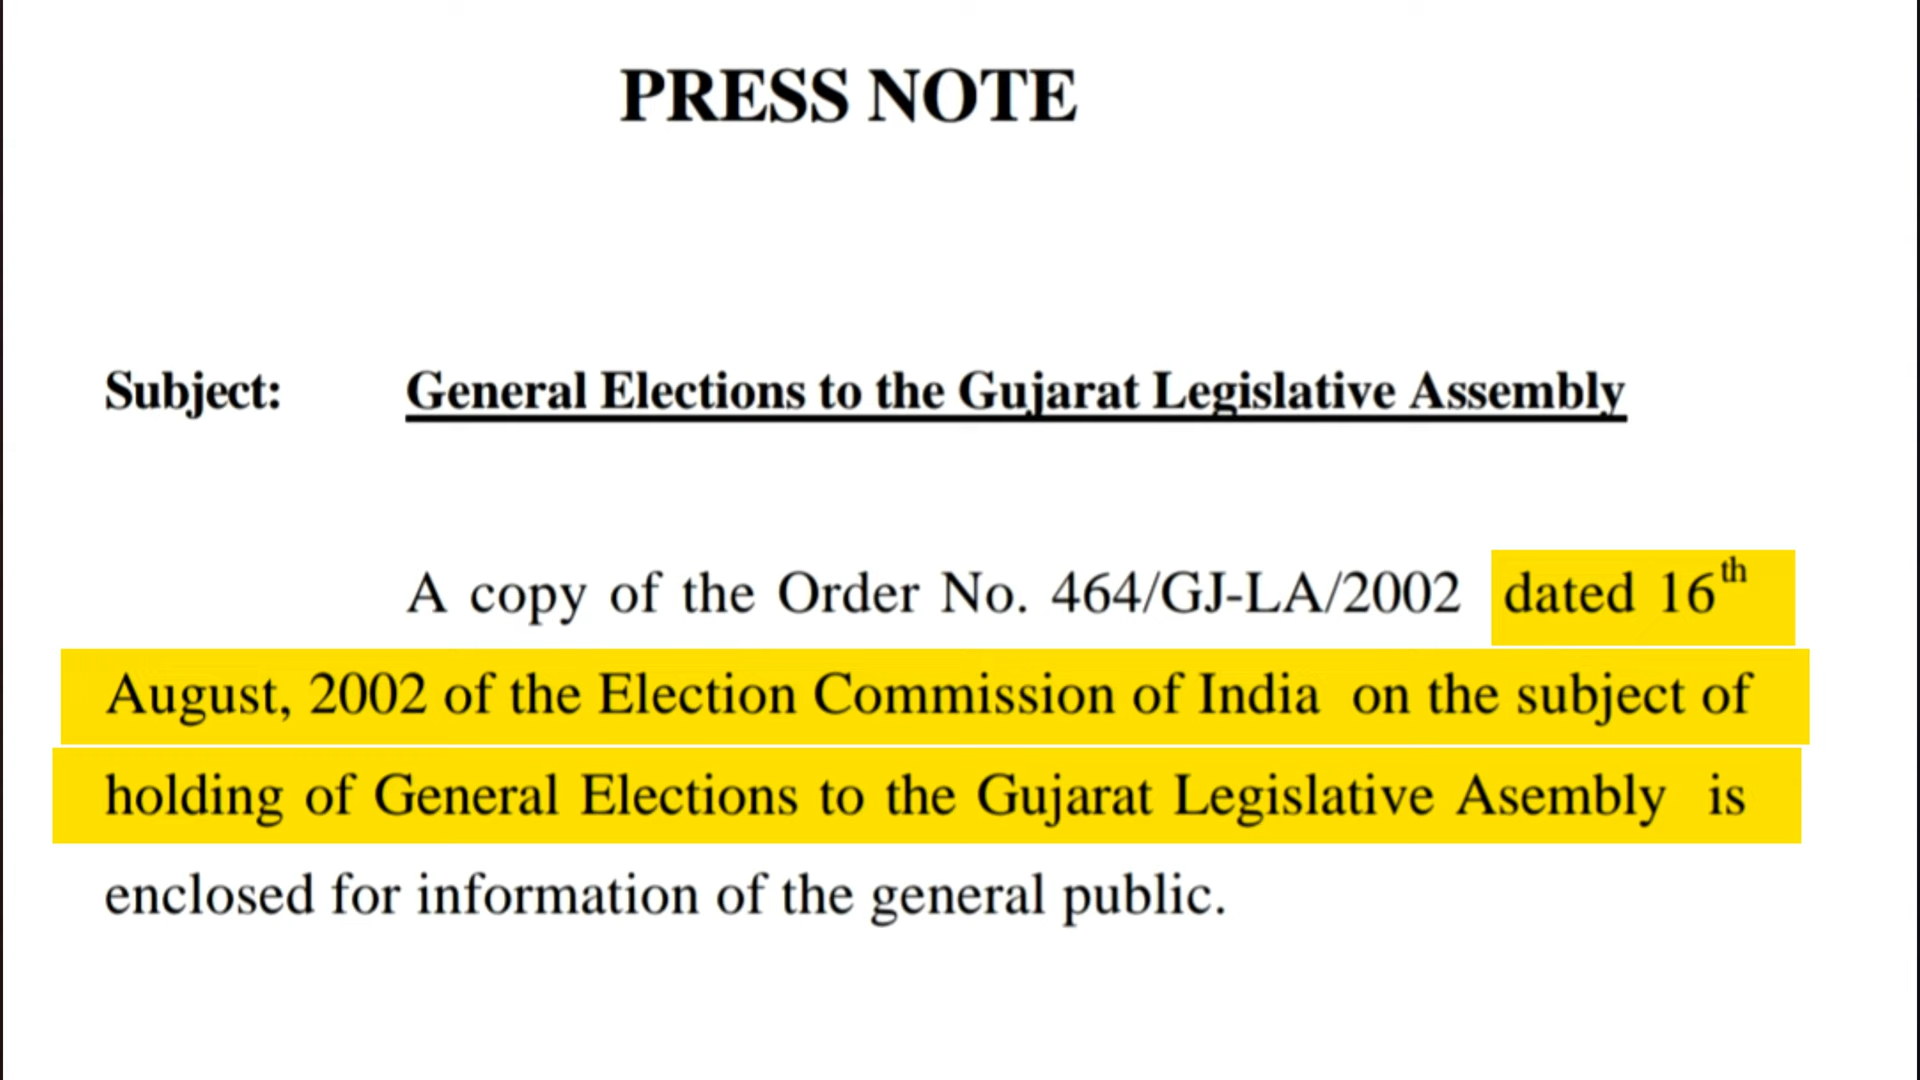 PRESS NOTE
Subject: General Elections to the Gujarat Legislative Assembly
A copy of the Order No. 464/GJ-LA/2002 dated 16th
August, 2002 of the Election Commission of India on the subject of
holding of General Elections to the Gujarat Legislative Asembly is
enclosed for information of the general public.